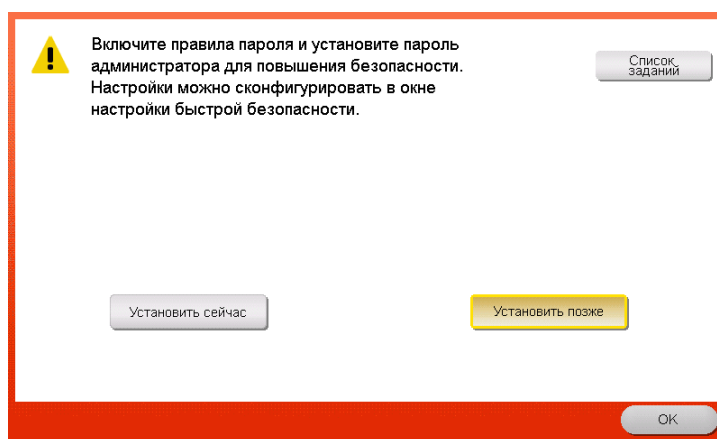 Включите правила пароля и установите пароль
администратора для повышения безопасности.
Настройки можно сконфигурировать в окне
настройки быстрой безопасности.
Список
заданий
Установить сейчас
Установить позже
OK